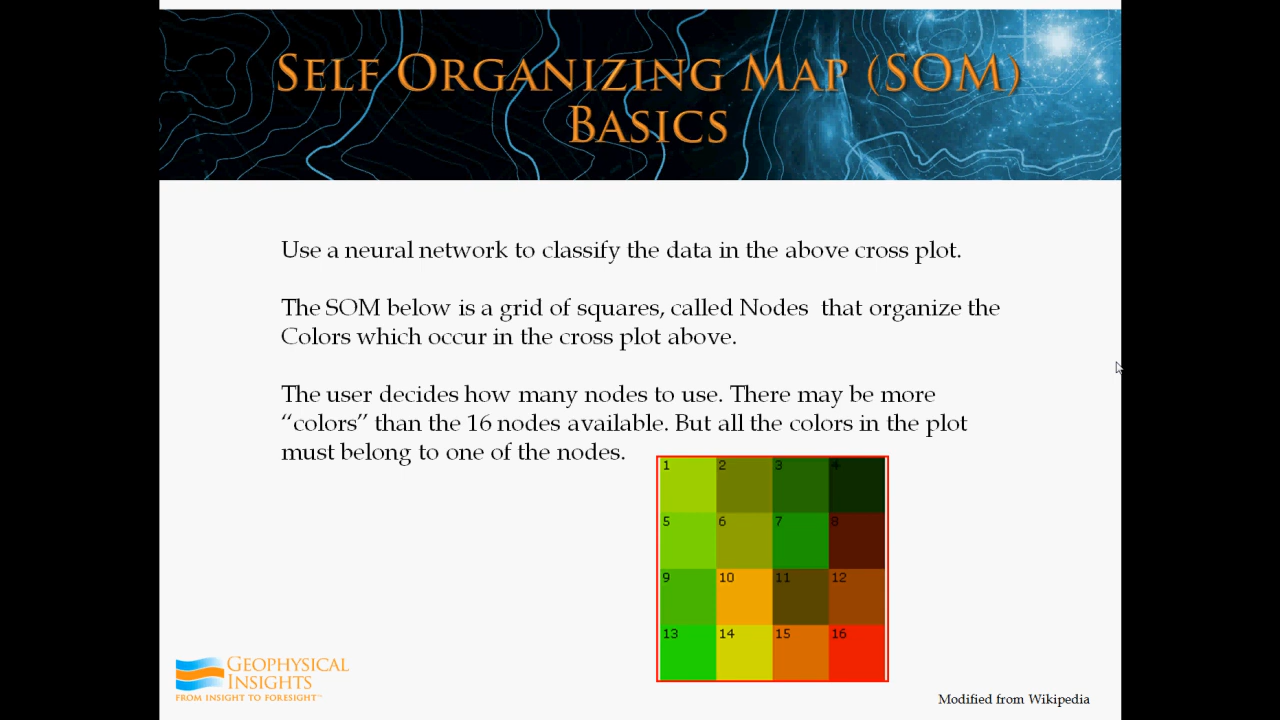 SELF ORGANIZING MAP (SOM)
BASICS
Use a neural network to classify the data in the above cross plot.
The SOM below is a grid of squares, called Nodes that organize the
Colors which occur in the cross plot above.
The user decides how many nodes to use. There may be more
“colors” than the 16 nodes available. But all the colors in the plot
must belong to one of the nodes.
1 2 3 4
5 6 7 8
9 10 11 12
13 14 15 16
GEOPHYSICAL
INSIGHTS
FROM INSIGHT TO FORESIGHT™
Modified from Wikipedia